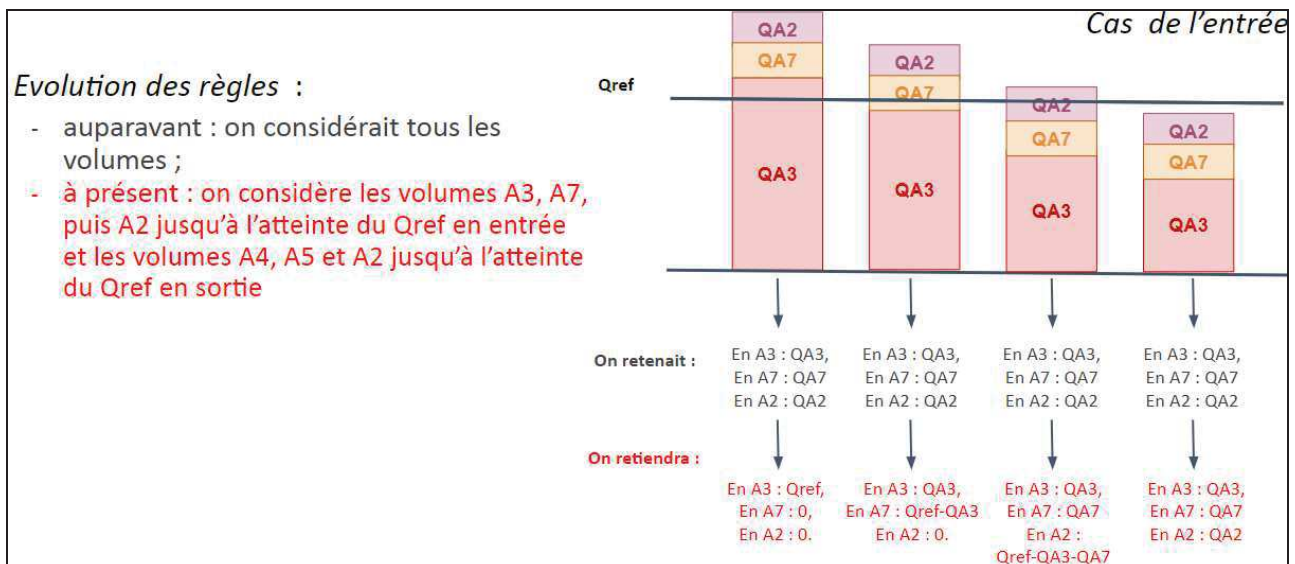 Cas de l'entrée
Evolution des règles :
- auparavant : on considérait tous les
volumes ;
- à présent : on considère les volumes A3, A7,
puis A2 jusqu'à l'atteinte du Qref en entrée
et les volumes A4, A5 et A2 jusqu'à l'atteinte
du Qref en sortie
Qref
QA2
QA7
QA3
QA2
QA7
QA3
QA2
QA7
QA3
QA2
QA7
QA3
On retenait :
En A3 : QA3,
En A7 : QA7
En A2 : QA2
En A3 : QA3,
En A7 : QA7
En A2 : QA2
En A3 : QA3,
En A7 : QA7
En A2 : QA2
En A3 : QA3,
En A7 : QA7
En A2 : QA2
On retiendra :
En A3 : Qref,
En A7 : 0,
En A2 : 0.
En A3 : QA3,
En A7 : Qref-QA3
En A2 : 0.
En A3 : QA3,
En A7 : QA7
En A2 :
Qref-QA3-QA7
En A3 : QA3,
En A7 : QA7
En A2 : QA2